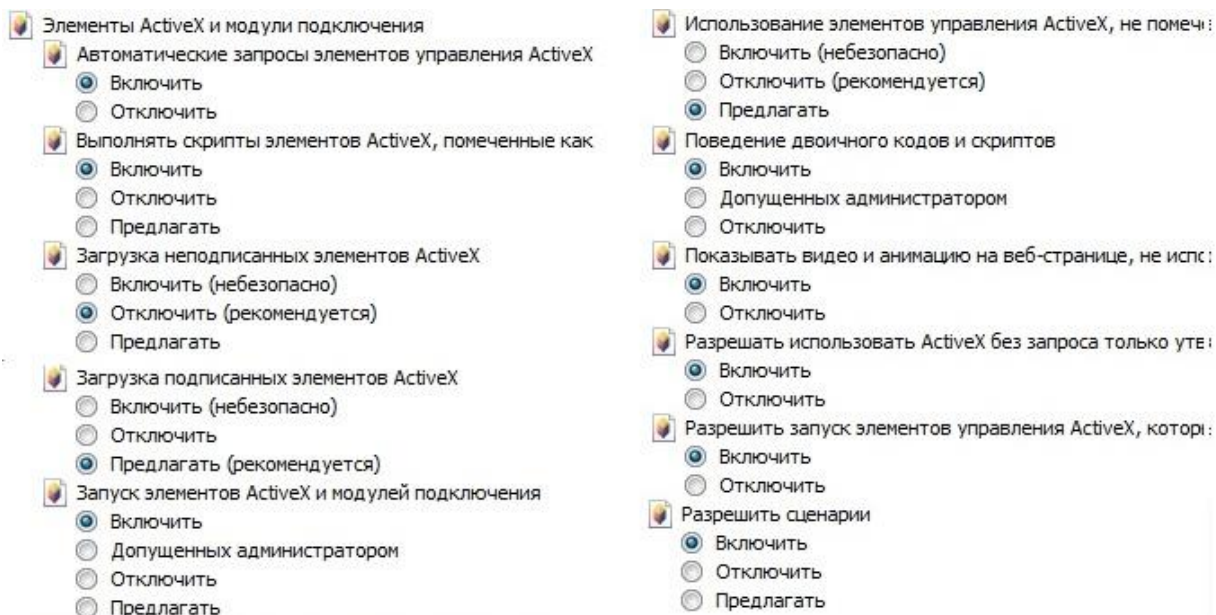 Элементы ActiveX и модули подключения
Автоматические запросы элементов управления ActiveX
Включить
Отключить
Выполнять скрипты элементов ActiveX, помеченные как
Включить
Отключить
Предлагать
Загрузка неподписанных элементов ActiveX
Включить (небезопасно)
Отключить (рекомендуется)
Предлагать
Загрузка подписанных элементов ActiveX
Включить (небезопасно)
Отключить
Предлагать (рекомендуется)
Запуск элементов ActiveX и модулей подключения
Включить
Допущенных администратором
Отключить
Предлагать
Использование элементов управления ActiveX, не
Включить (небезопасно)
Отключить (рекомендуется)
Предлагать
Поведение двоичного кодов и скриптов
Включить
Допущенных администратором
Отключить
Показывать видео и анимацию на веб-странице, не
Включить
Отключить
Разрешать использовать ActiveX без запроса только
Включить
Отключить
Разрешить запуск элементов управления ActiveX,
Включить
Отключить
Разрешить сценарии
Включить
Отключить
Предлагать